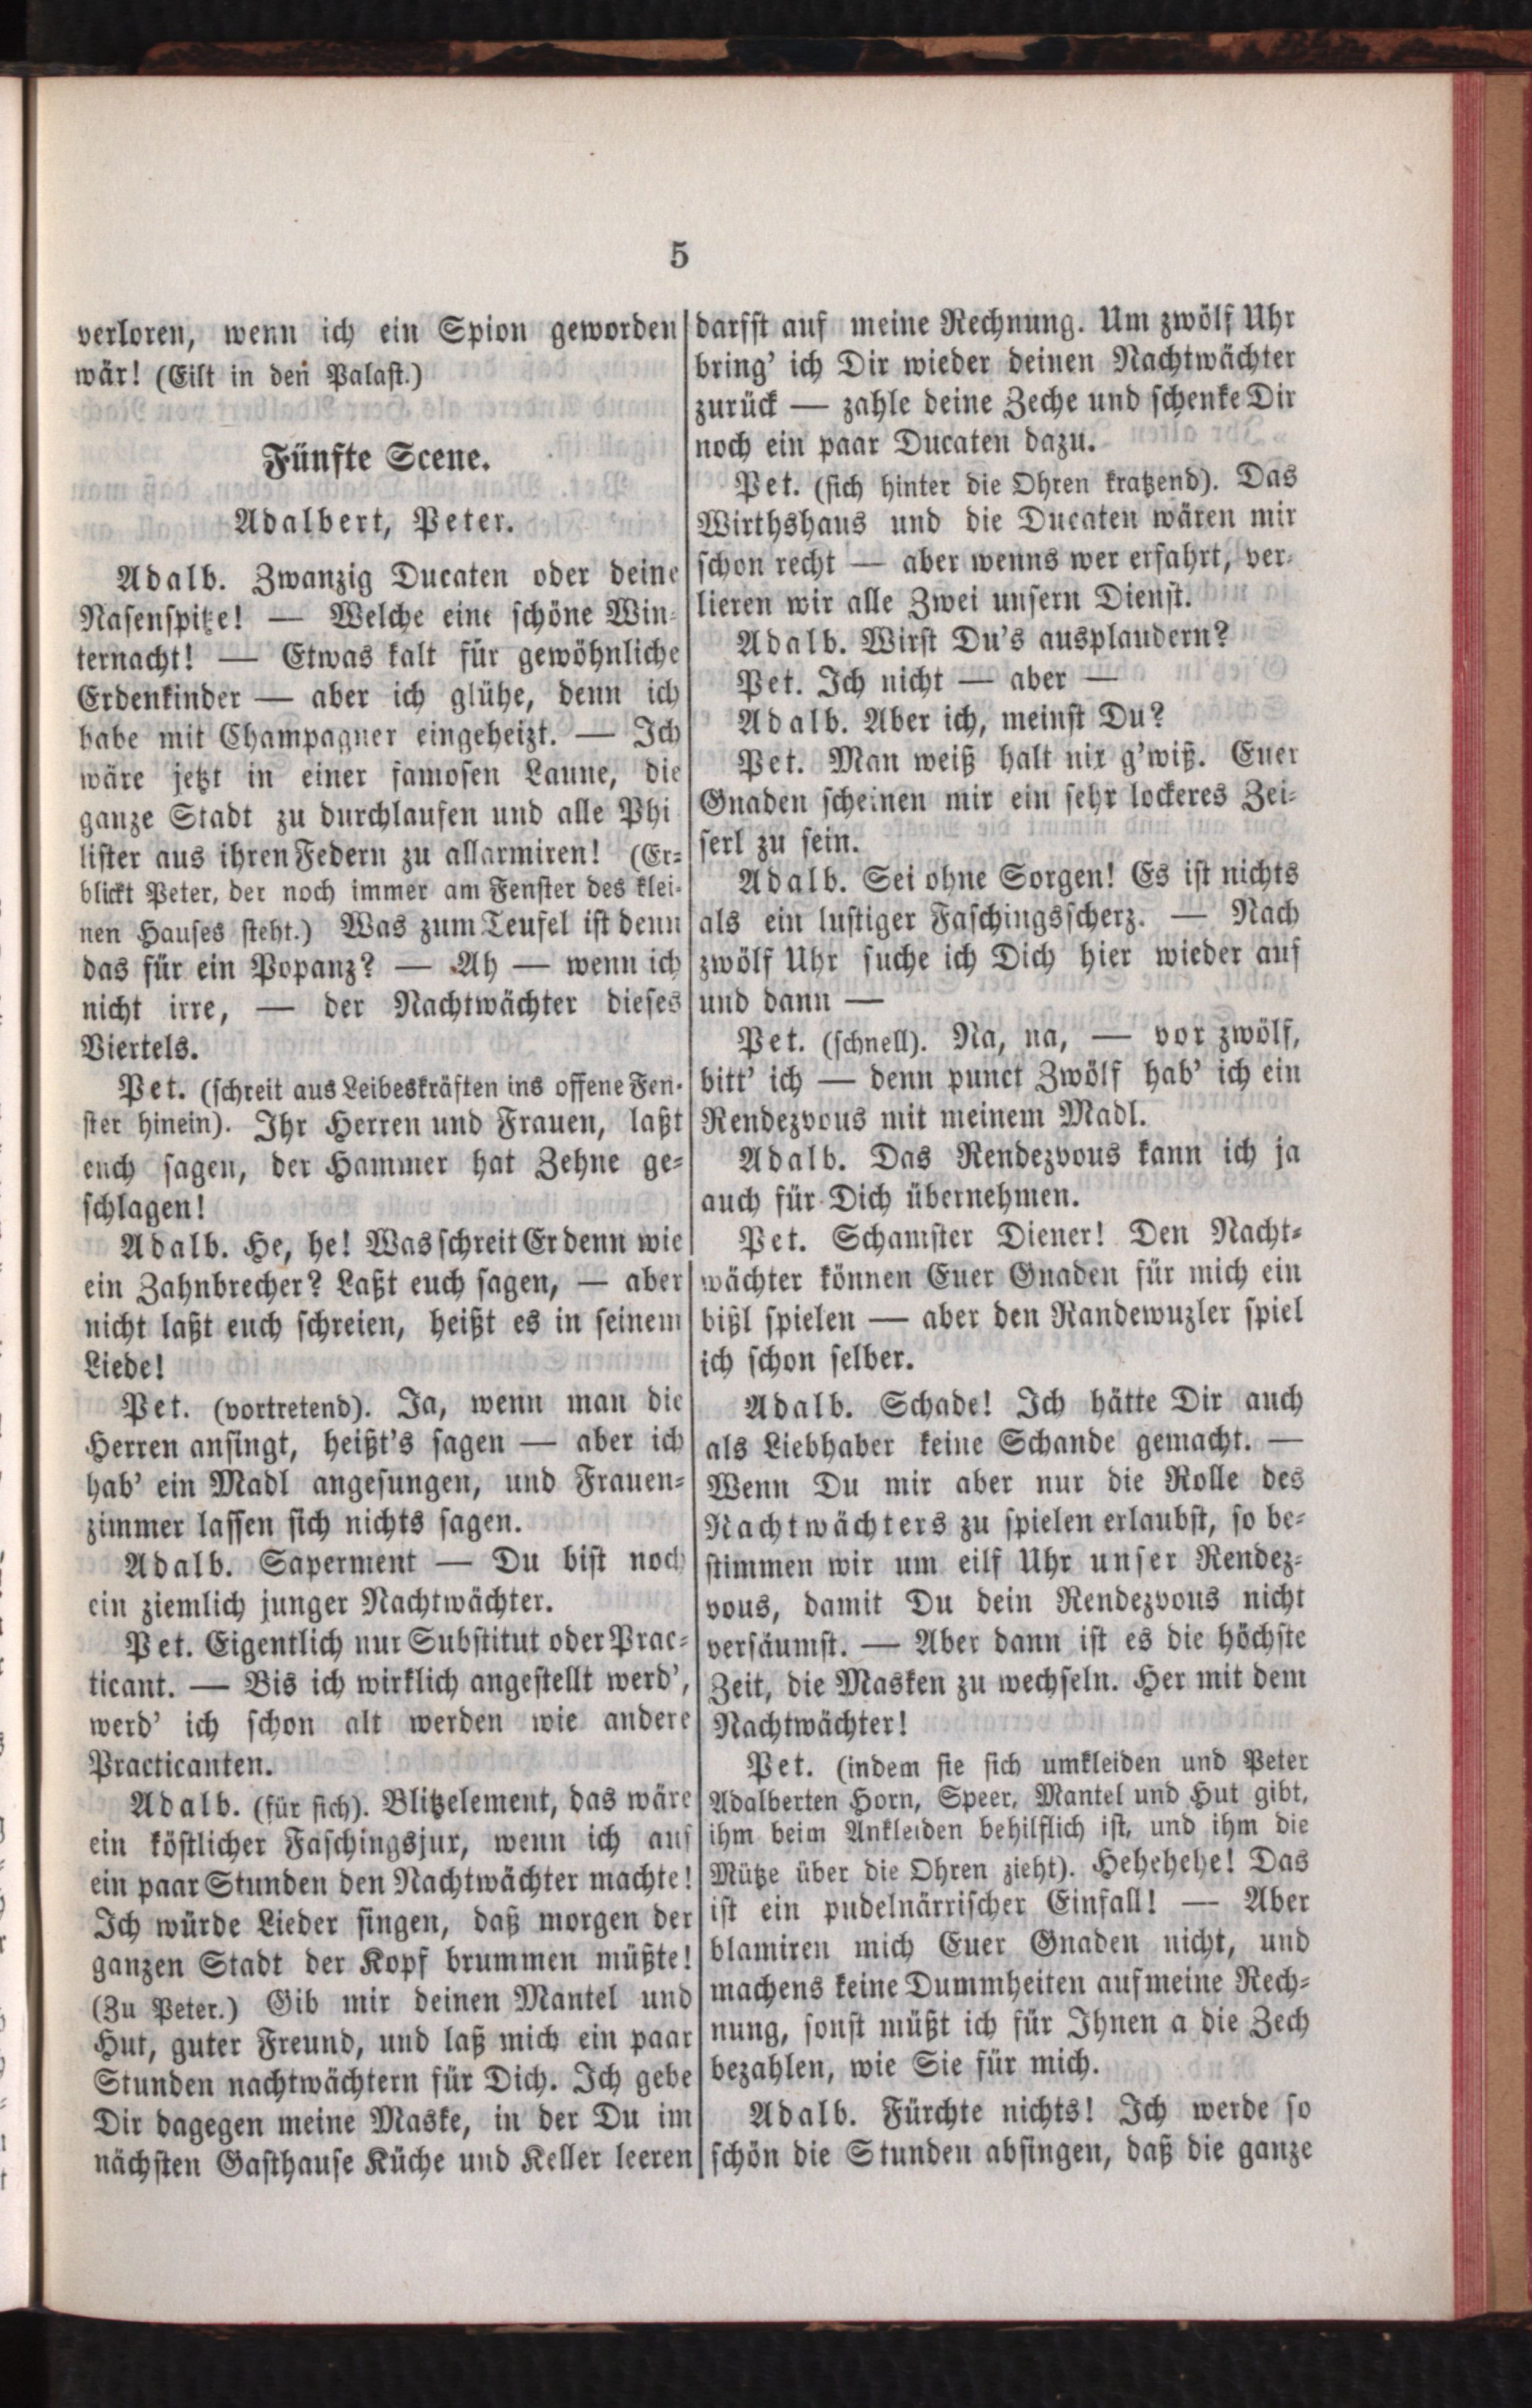 5
verloren, wenn ich ein Spion geworden
wär! (Eilt in den Palast.)
Fünfte Scene.
Adalbert, Peter.
Adalb. Zwanzig Ducaten oder deine
Nasenspitze! — Welche eine schöne Win-
ternacht! — Etwas kalt für gewöhnliche
Erdenkinder — aber ich glühe, denn ich
habe mit Champagner eingeheizt. — Ich
wäre jetzt in einer famosen Laune, die
ganze Stadt zu durchlaufen und alle Phi
lister aus ihren Federn zu allarmiren! (Er-
blickt Peter, der noch immer am Fenster des klei-
nen Hauses steht.) Was zum Teufel ist denn
das für ein Popanz? — Ah — wenn ich
nicht irre, — der Nachtwächter dieses
Viertels.
Pet. (schreit aus Leibeskräften ins offene Fen-
ster hinein). Ihr Herren und Frauen, laßt
euch sagen, der Hammer hat Zehne ge-
schlagen!
Adalb. He, he! Was schreit Er denn wie
ein Zahnbrecher? Laßt euch sagen, — aber
nicht laßt euch schreien, heißt es in seinem
Liede!
Pet. (vortretend). Ja, wenn man die
Herren ansingt, heißt's sagen — aber ich
hab' ein Madl angesungen, und Frauen-
zimmer lassen sich nichts sagen.
Adalb. Saperment — Du bist noch
ein ziemlich junger Nachtwächter.
Pet. Eigentlich nur Substitut oder Prac-
ticant. — Bis ich wirklich angestellt werd',
werd' ich schon alt werden wie andere
Practicanten.
Adalb. (für sich). Blitzelement, das wäre
ein köstlicher Faschingsjux, wenn ich auf
ein paar Stunden den Nachtwächter machte!
Ich würde Lieder singen, daß morgen der
ganzen Stadt der Kopf brummen müßte!
(Zu Peter.) Gib mir deinen Mantel und
Hut, guter Freund, und laß mich ein paar
Stunden nachtwächtern für Dich. Ich gebe
Dir dagegen meine Maske, in der Du im
nächsten Gasthause Küche und Keller leeren
darfst auf meine Rechnung. Um zwölf Uhr
bring' ich Dir wieder deinen Nachtwächter
zurück — zahle deine Zeche und schenke Dir
noch ein paar Ducaten dazu.
Pet. (sich hinter die Ohren kratzend). Das
Wirthshaus und die Ducaten wären mir
schon recht — aber wenns wer erfahrt, ver-
lieren wir alle Zwei unsern Dienst.
Adalb. Wirst Du's ausplaudern?
Pet. Ich nicht — aber —
Adalb. Aber ich, meinst Du?
Pet. Man weiß halt nix g'wiß. Euer
Gnaden scheinen mir ein sehr lockeres Zei-
serl zu sein.
Adalb. Sei ohne Sorgen! Es ist nichts
als ein lustiger Faschingsscherz. — Nach
zwölf Uhr suche ich Dich hier wieder auf
und dann —
Pet. (schnell). Na, na, — vor zwölf,
bitt' ich — denn punct Zwölf hab' ich ein
Rendezvous mit meinem Madl.
Adalb. Das Rendezvous kann ich ja
auch für Dich übernehmen.
Pet. Schamster Diener! Den Nacht-
wächter können Euer Gnaden für mich ein
bißl spielen — aber den Randewuzler spiel
ich schon selber.
Adalb. Schade! Ich hätte Dir auch
als Liebhaber keine Schande gemacht. —
Wenn Du mir aber nur die Rolle des
Nachtwächters zu spielen erlaubst, so be-
stimmen wir um eilf Uhr unser Rendez-
vous, damit Du dein Rendezvous nicht
versäumst. — Aber dann ist es die höchste
Zeit, die Masken zu wechseln. Her mit dem
Nachtwächter!
Pet. (indem sie sich umkleiden und Peter
Adalberten Horn, Speer, Mantel und Hut gibt,
ihm beim Ankleiden behilflich ist, und ihm die
Mütze über die Ohren zieht). Hehehehe! Das
ist ein pudelnärrischer Einfall! — Aber
blamiren mich Euer Gnaden nicht, und
machens keine Dummheiten auf meine Rech-
nung, sonst müßt ich für Ihnen a die Zech
bezahlen, wie Sie für mich.
Adalb. Fürchte nichts! Ich werde so
schön die Stunden absingen, daß die ganze